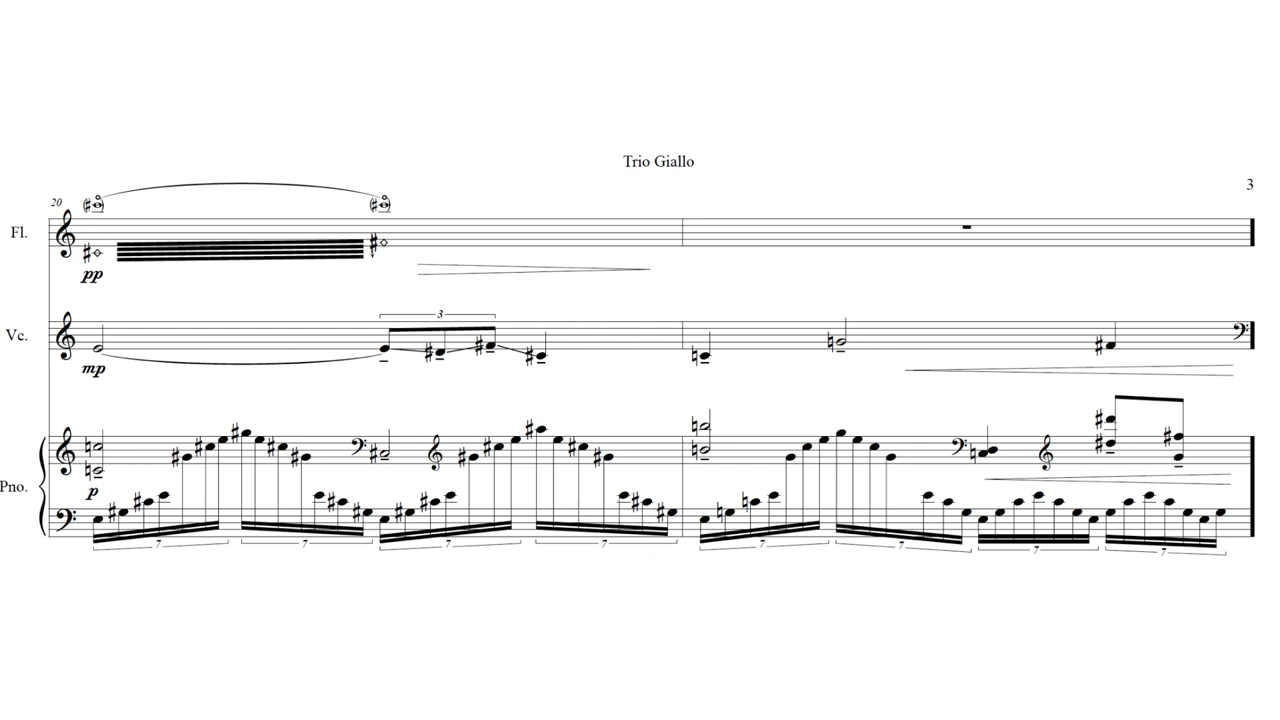 Trio Giallo
3
20
Fl.
pp
3
Vc.
mp
Pno.
p
7 7 7 7 7 7 7 7